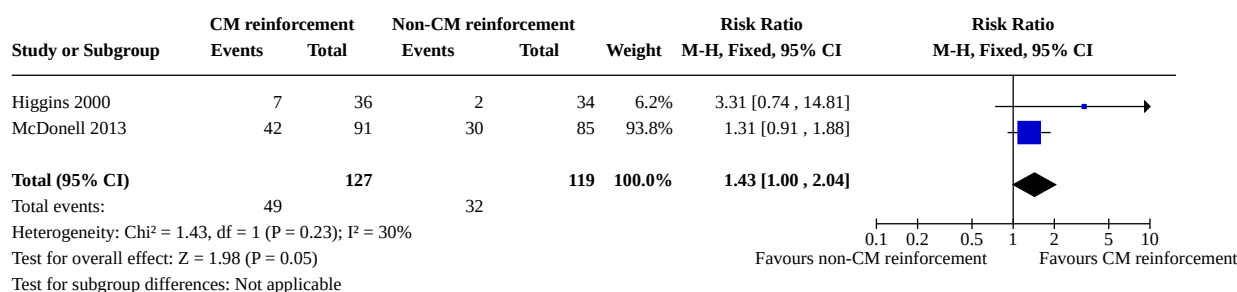 CM reinforcement Non-CM reinforcement Risk Ratio Risk Ratio
Study or Subgroup Events Total Events Total Weight M-H, Fixed, 95% CI M-H, Fixed, 95% CI
Higgins 2000 7 36 2 34 6.2% 3.31 [0.74 , 14.81]
McDonell 2013 42 91 30 85 93.8% 1.31 [0.91 , 1.88]
Total (95% CI) 127 119 100.0% 1.43 [1.00 , 2.04]
Total events: 49 32
Heterogeneity: Chi² = 1.43, df = 1 (P = 0.23); I² = 30%
0.1 0.2 0.5 1 2 5 10
Test for overall effect: Z = 1.98 (P = 0.05) Favours non-CM reinforcement Favours CM reinforcement
Test for subgroup differences: Not applicable